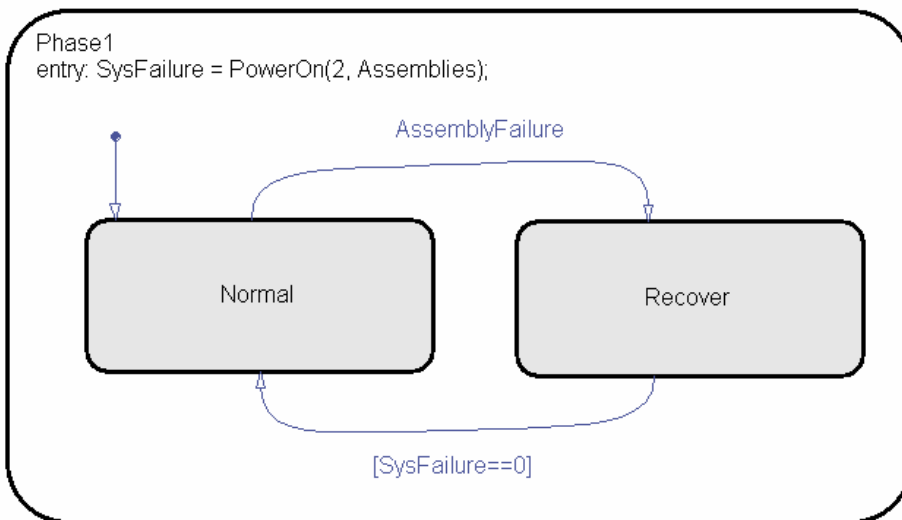 Phase1
entry: SysFailure = PowerOn(2, Assemblies);
AssemblyFailure
Normal
Recover
[SysFailure==0]